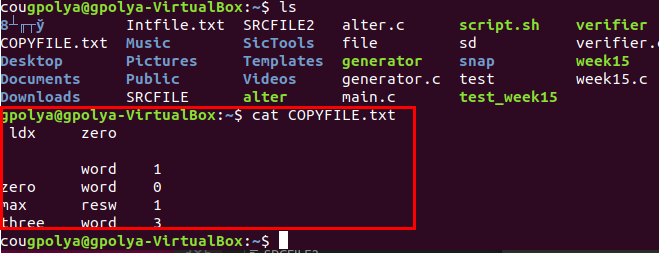 cougpolya@gpolya-VirtualBox:~$ ls
8┴╓╥ÿ Intfile.txt SRCFILE2 alter.c script.sh verifier
COPYFILE.txt Music SicTools file sd verifier.c
Desktop Pictures Templates generator snap week15
Documents Public Videos generator.c test week15.c
Downloads SRCFILE alter main.c test_week15
gpolya@gpolya-VirtualBox:~$ cat COPYFILE.txt
ldx zero
word 1
zero word 0
max resw 1
three word 3
cougpolya@gpolya-VirtualBox:~$
SRCFILE2